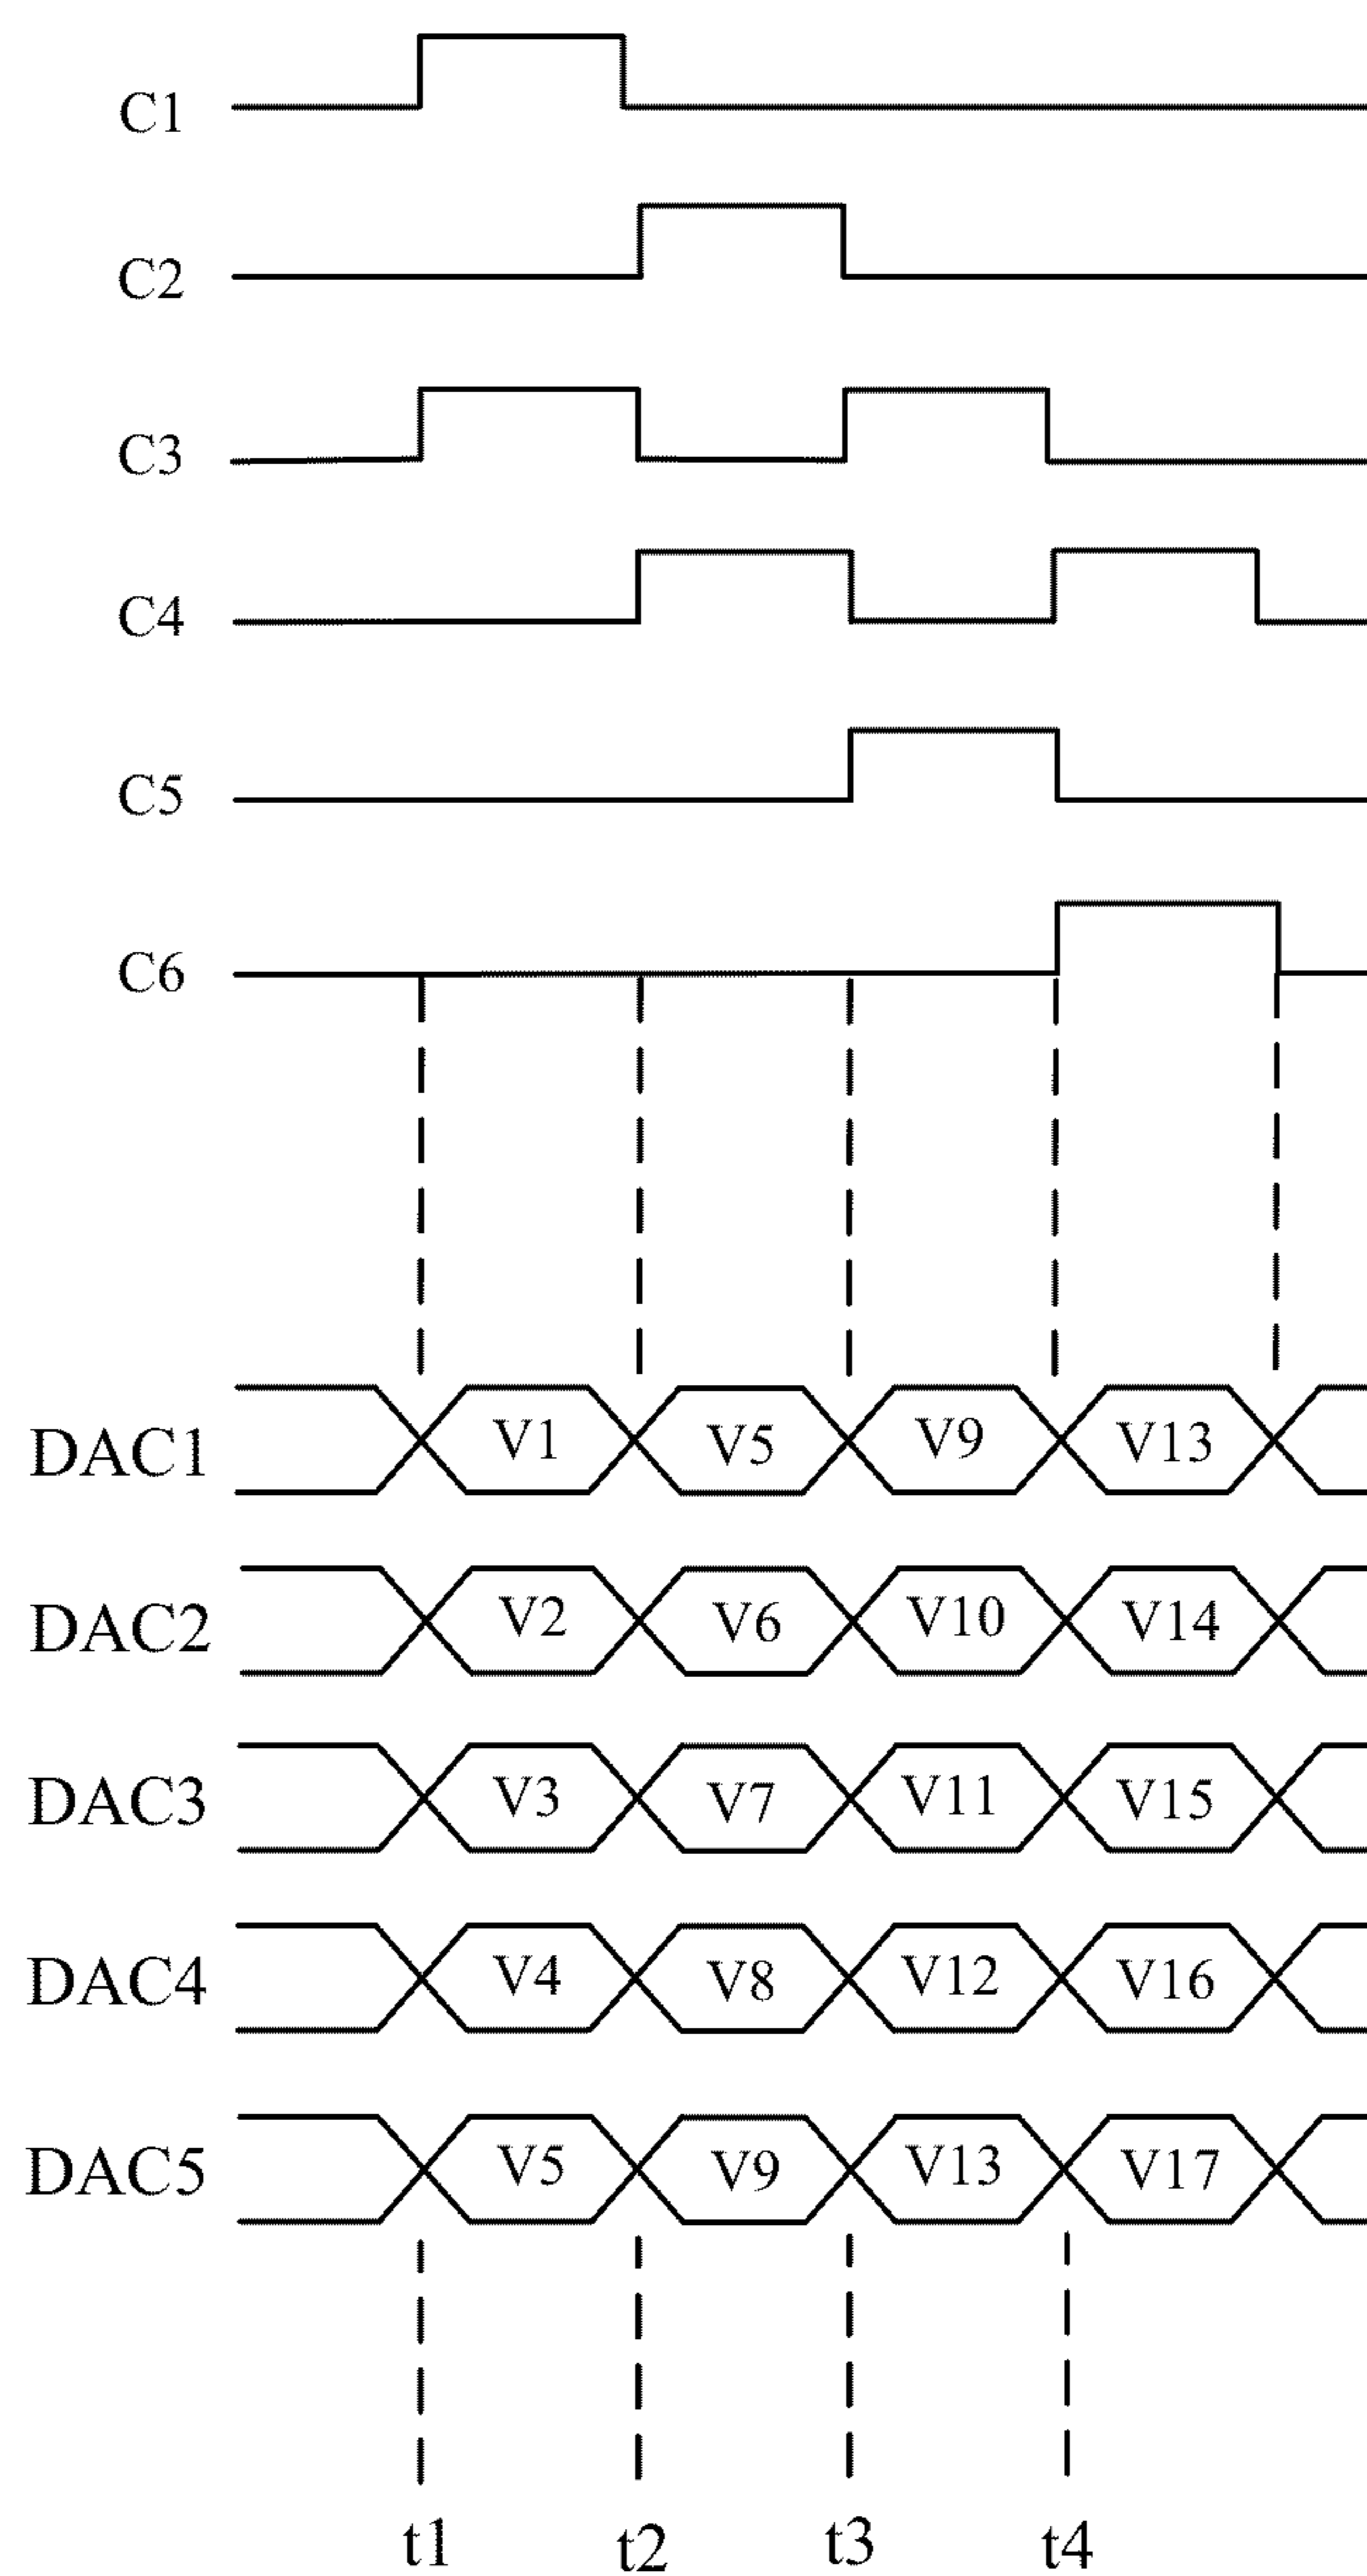 C1
C2
C3
C4
C5
C6
DAC1 V1 V5 V9 V13
DAC2 V2 V6 V10 V14
DAC3 V3 V7 V11 V15
DAC4 V4 V8 V12 V16
DAC5 V5 V9 V13 V17
t1 t2 t3 t4